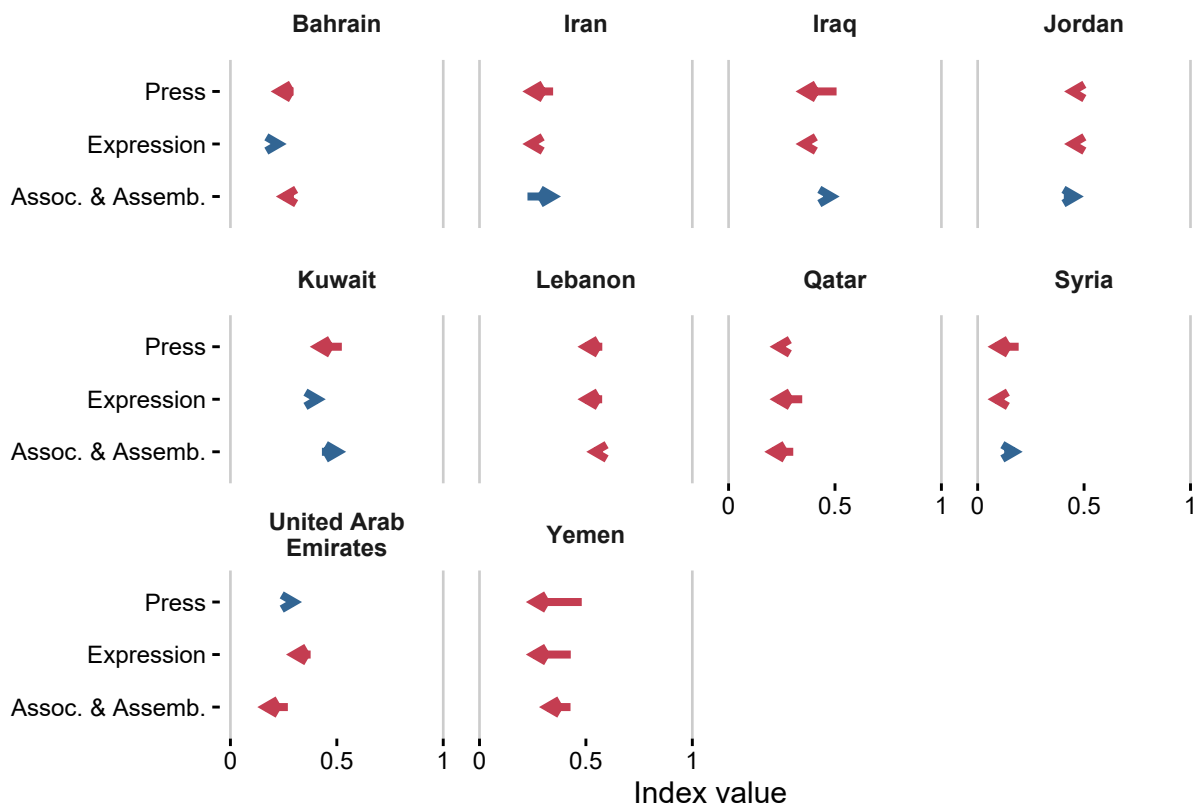 Bahrain
Iran
Iraq
Jordan
Press
Expression
Assoc. & Assemb.
Kuwait
Lebanon
Qatar
Syria
Press
Expression
Assoc. & Assemb.
0 0.5 1
0 0.5 1
United Arab
Emirates
Yemen
Press
Expression
Assoc. & Assemb.
0 0.5 1
0 0.5 1
Index value